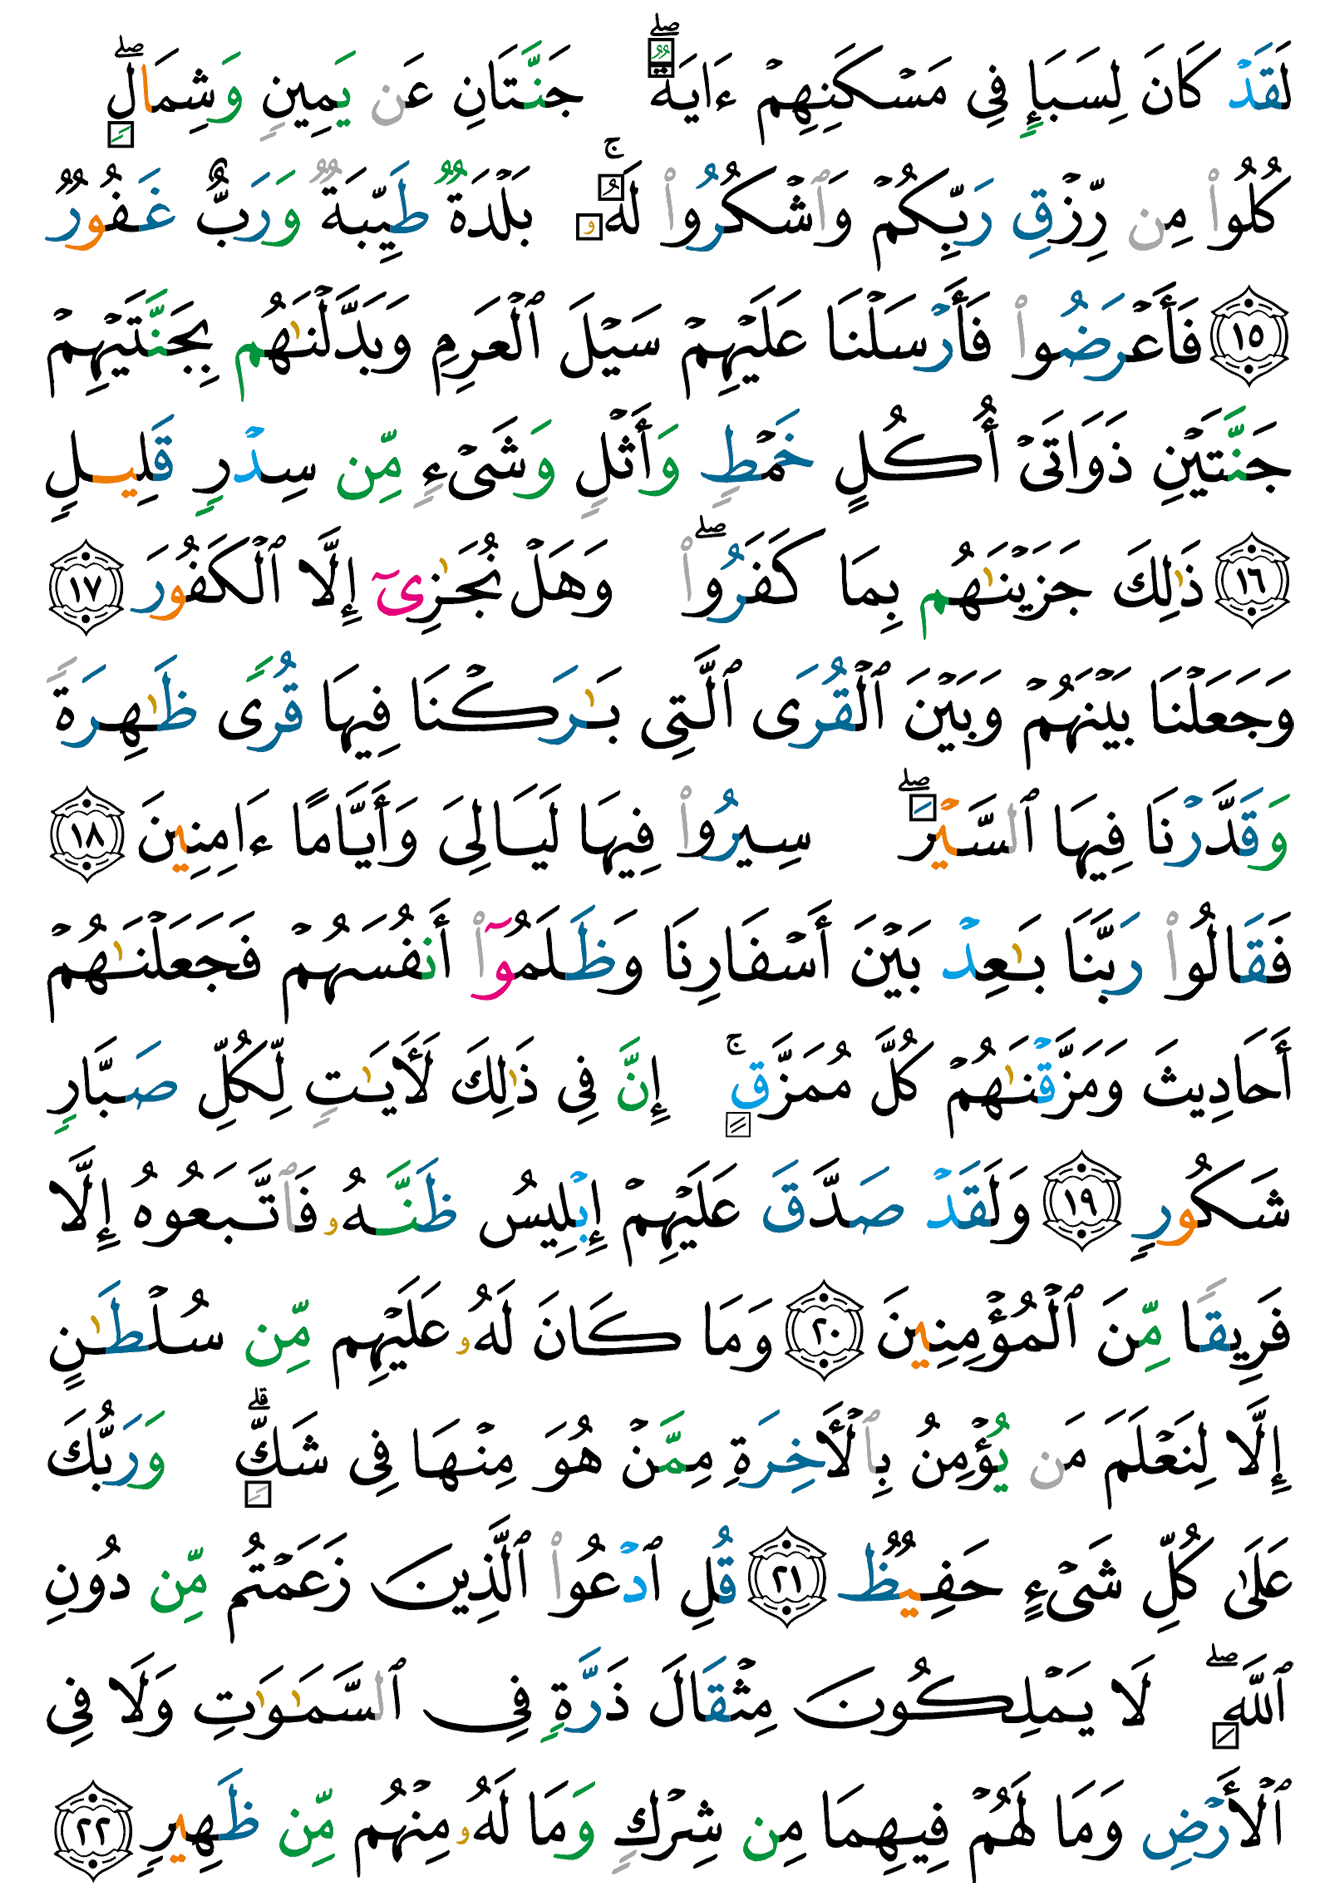 لَقَدْ كَانَ لِسَبَإٍ فِى مَسْكَنِهِمْ ءَايَةٌ ۖ جَنَّتَانِ عَن يَمِينٍ وَشِمَالٍ ۖ
كُلُوا۟ مِن رِّزْقِ رَبِّكُمْ وَٱشْكُرُوا۟ لَهُۥ ۚ بَلْدَةٌ طَيِّبَةٌ وَرَبٌّ غَفُورٌ
﴿١٥﴾ فَأَعْرَضُوا۟ فَأَرْسَلْنَا عَلَيْهِمْ سَيْلَ ٱلْعَرِمِ وَبَدَّلْنَـٰهُم بِجَنَّتَيْهِمْ
جَنَّتَيْنِ ذَوَاتَىْ أُكُلٍ خَمْطٍ وَأَثْلٍ وَشَىْءٍ مِّن سِدْرٍ قَلِيلٍ
﴿١٦﴾ ذَٰلِكَ جَزَيْنَـٰهُم بِمَا كَفَرُوا۟ ۖ وَهَلْ نُجَـٰزِىٓ إِلَّا ٱلْكَفُورَ ﴿١٧﴾
وَجَعَلْنَا بَيْنَهُمْ وَبَيْنَ ٱلْقُرَى ٱلَّتِى بَـٰرَكْنَا فِيهَا قُرًى ظَـٰهِرَةً
وَقَدَّرْنَا فِيهَا ٱلسَّيْرَ ۖ سِيرُوا۟ فِيهَا لَيَالِىَ وَأَيَّامًا ءَامِنِينَ ﴿١٨﴾
فَقَالُوا۟ رَبَّنَا بَـٰعِدْ بَيْنَ أَسْفَارِنَا وَظَلَمُوٓا۟ أَنفُسَهُمْ فَجَعَلْنَـٰهُمْ
أَحَادِيثَ وَمَزَّقْنَـٰهُمْ كُلَّ مُمَزَّقٍ ۚ إِنَّ فِى ذَٰلِكَ لَـَٔايَـٰتٍ لِّكُلِّ صَبَّارٍ
شَكُورٍ ﴿١٩﴾ وَلَقَدْ صَدَّقَ عَلَيْهِمْ إِبْلِيسُ ظَنَّهُۥ فَٱتَّبَعُوهُ إِلَّا
فَرِيقًا مِّنَ ٱلْمُؤْمِنِينَ ﴿٢٠﴾ وَمَا كَانَ لَهُۥ عَلَيْهِم مِّن سُلْطَـٰنٍ
إِلَّا لِنَعْلَمَ مَن يُؤْمِنُ بِٱلْـَٔاخِرَةِ مِمَّنْ هُوَ مِنْهَا فِى شَكٍّ ۗ وَرَبُّكَ
عَلَىٰ كُلِّ شَىْءٍ حَفِيظٌ ﴿٢١﴾ قُلِ ٱدْعُوا۟ ٱلَّذِينَ زَعَمْتُم مِّن دُونِ
ٱللَّهِ ۖ لَا يَمْلِكُونَ مِثْقَالَ ذَرَّةٍ فِى ٱلسَّمَـٰوَٰتِ وَلَا فِى
ٱلْأَرْضِ وَمَا لَهُمْ فِيهِمَا مِن شِرْكٍ وَمَا لَهُۥ مِنْهُم مِّن ظَهِيرٍ ﴿٢٢﴾